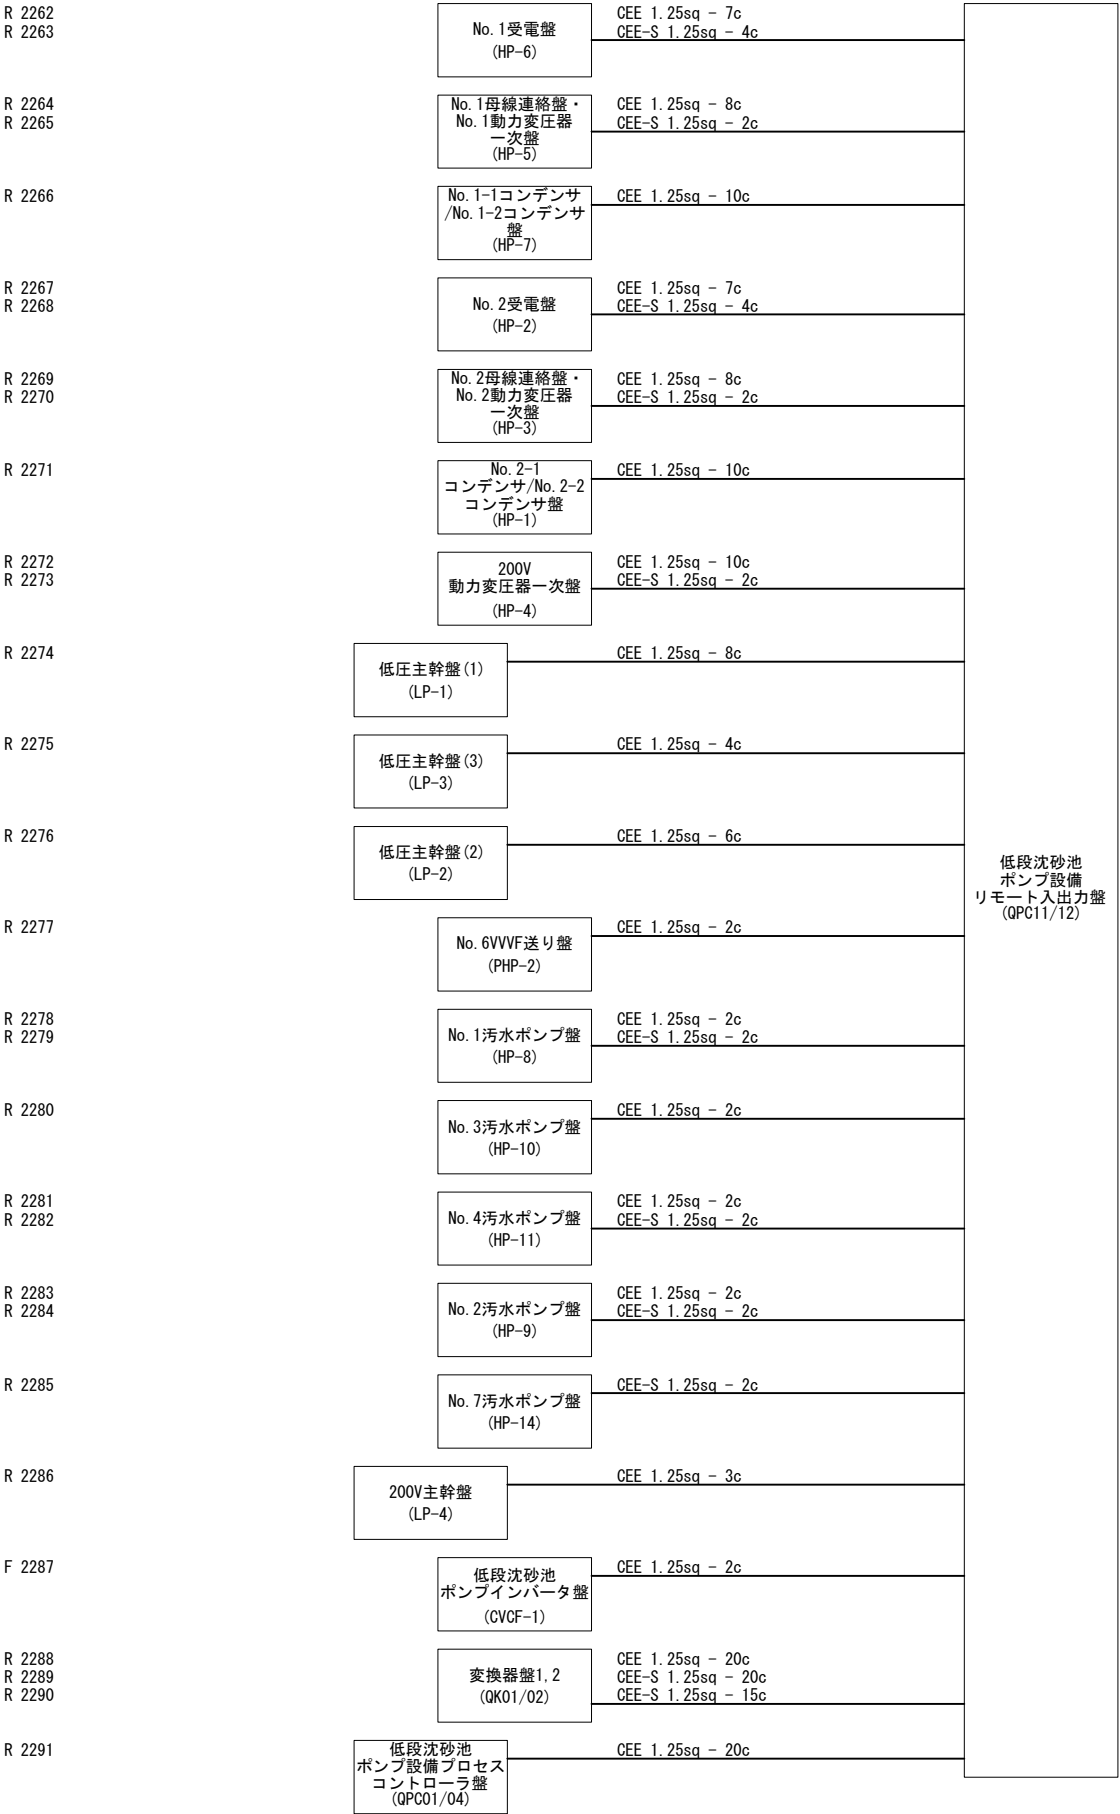 R 2262
R 2263
No.1受電盤
(HP-6)
CEE 1.25sq - 7c
CEE-S 1.25sq - 4c
R 2264
R 2265
No.1母線連絡盤・
No.1動力変圧器
一次盤
(HP-5)
CEE 1.25sq - 8c
CEE-S 1.25sq - 2c
R 2266
No.1-1コンデンサ
/No.1-2コンデンサ
盤
(HP-7)
CEE 1.25sq - 10c
R 2267
R 2268
No.2受電盤
(HP-2)
CEE 1.25sq - 7c
CEE-S 1.25sq - 4c
R 2269
R 2270
No.2母線連絡盤・
No.2動力変圧器
一次盤
(HP-3)
CEE 1.25sq - 8c
CEE-S 1.25sq - 2c
R 2271
No.2-1
コンデンサ/No.2-2
コンデンサ盤
(HP-1)
CEE 1.25sq - 10c
R 2272
R 2273
200V
動力変圧器一次盤
(HP-4)
CEE 1.25sq - 10c
CEE-S 1.25sq - 2c
R 2274
低圧主幹盤(1)
(LP-1)
CEE 1.25sq - 8c
R 2275
低圧主幹盤(3)
(LP-3)
CEE 1.25sq - 4c
R 2276
低圧主幹盤(2)
(LP-2)
CEE 1.25sq - 6c
低段沈砂池
ポンプ設備
リモート入出力盤
(QPC11/12)
R 2277
No.6VVVF送り盤
(PHP-2)
CEE 1.25sq - 2c
R 2278
R 2279
No.1汚水ポンプ盤
(HP-8)
CEE 1.25sq - 2c
CEE-S 1.25sq - 2c
R 2280
No.3汚水ポンプ盤
(HP-10)
CEE 1.25sq - 2c
R 2281
R 2282
No.4汚水ポンプ盤
(HP-11)
CEE 1.25sq - 2c
CEE-S 1.25sq - 2c
R 2283
R 2284
No.2汚水ポンプ盤
(HP-9)
CEE 1.25sq - 2c
CEE-S 1.25sq - 2c
R 2285
No.7汚水ポンプ盤
(HP-14)
CEE-S 1.25sq - 2c
R 2286
200V主幹盤
(LP-4)
CEE 1.25sq - 3c
F 2287
低段沈砂池
ポンプインバータ盤
(CVCF-1)
CEE 1.25sq - 2c
R 2288
R 2289
R 2290
変換器盤1,2
(QK01/02)
CEE 1.25sq - 20c
CEE-S 1.25sq - 20c
CEE-S 1.25sq - 15c
R 2291
低段沈砂池
ポンプ設備プロセス
コントローラ盤
(QPC01/04)
CEE 1.25sq - 20c